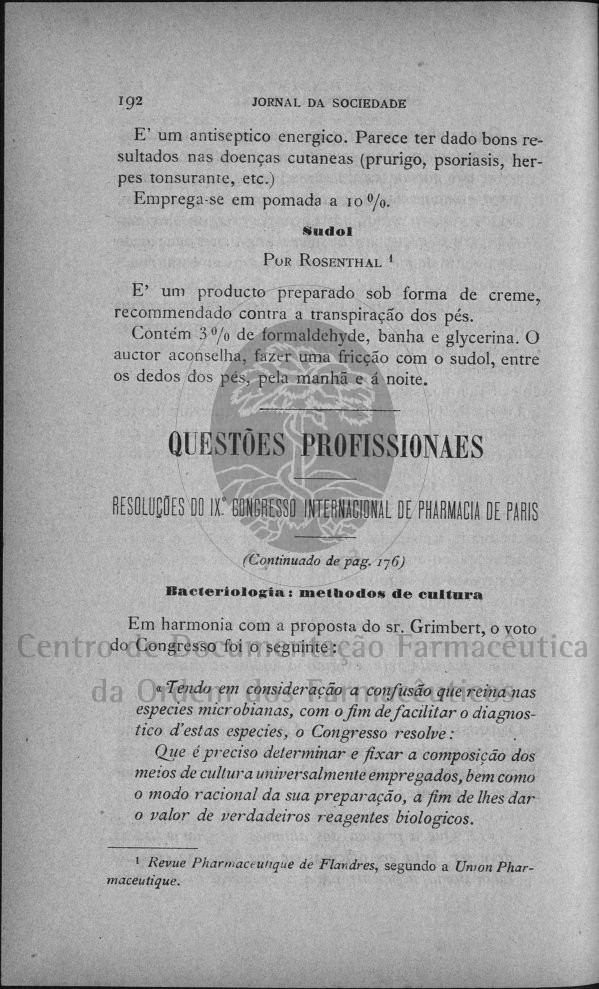 192 JORNAL DA SOCIEDADE
E' um antiseptico energico. Parece ter dado bons re-
sultados nas doenças cutaneas (prurigo, psoriasis, her-
pes tonsurante, etc.)
Emprega-se em pomada a 10 %.
Sudol
POR ROSENTHAL ¹
E' um producto preparado sob forma de creme,
recommendado contra a transpiração dos pés.
Contém 3 % de formaldehyde, banha e glycerina. O
auctor aconselha, fazer uma fricção com o sudol, entre
os dedos dos pés, pela manhã e á noite.
QUESTÕES PROFISSIONAES
RESOLUÇÕES DO IX.º CONGRESSO INTERNACIONAL DE PHARMACIA DE PARIS
(Continuado de pag. 176)
Bacteriologia: methodos de cultura
Em harmonia com a proposta do sr. Grimbert, o voto
do Congresso foi o seguinte:
Centro de Documentação Farmacêutica
da Ordem dos Farmacêuticos
«Tendo em consideração a confusão que reina nas
especies microbianas, com o fim de facilitar o diagnos-
tico d'estas especies, o Congresso resolve:
Que é preciso determinar e fixar a composição dos
meios de cultura universalmente empregados, bem como
o modo racional da sua preparação, a fim de lhes dar
o valor de verdadeiros reagentes biologicos.
¹ Revue Pharmaceutique de Flandres, segundo a Union Phar-
maceutique.